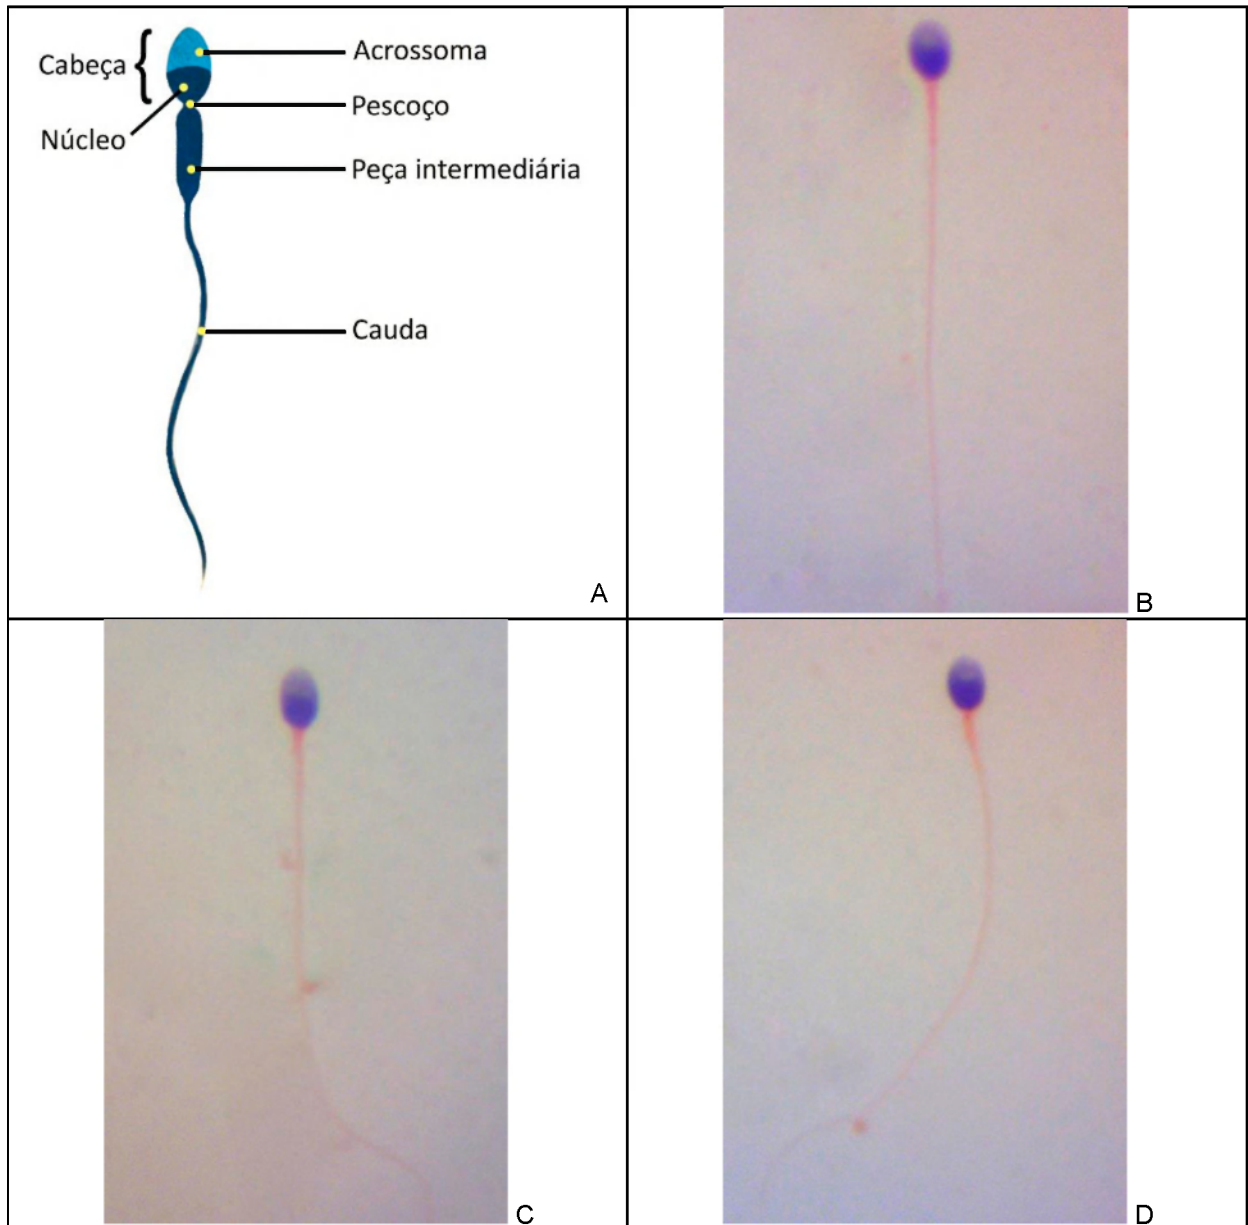 Cabeça
Acrossoma
Pescoço
Núcleo
Peça intermediária
Cauda
A
B
C
D